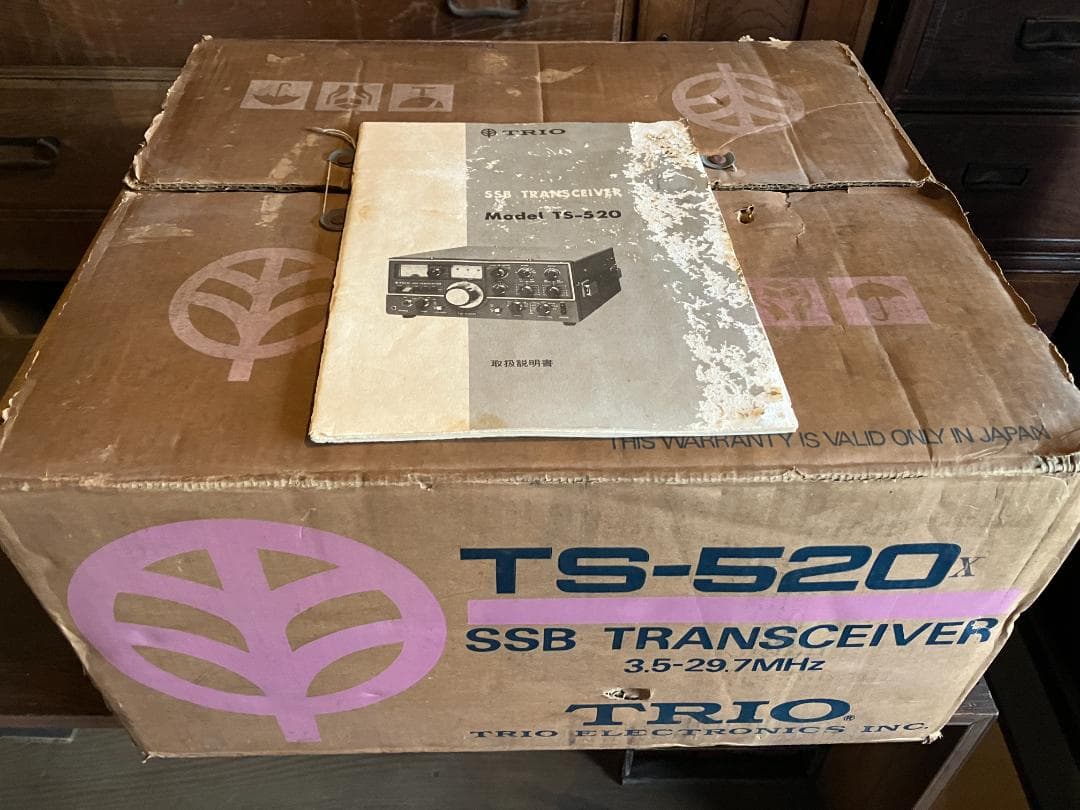 TRIO
SSB TRANSCEIVER
Model TS-520
取扱説明書
THIS WARRANTY IS VALID ONLY IN JAPAN
TS-520X
SSB TRANSCEIVER
3.5-29.7MHz
TRIO®
TRIO ELECTRONICS INC.